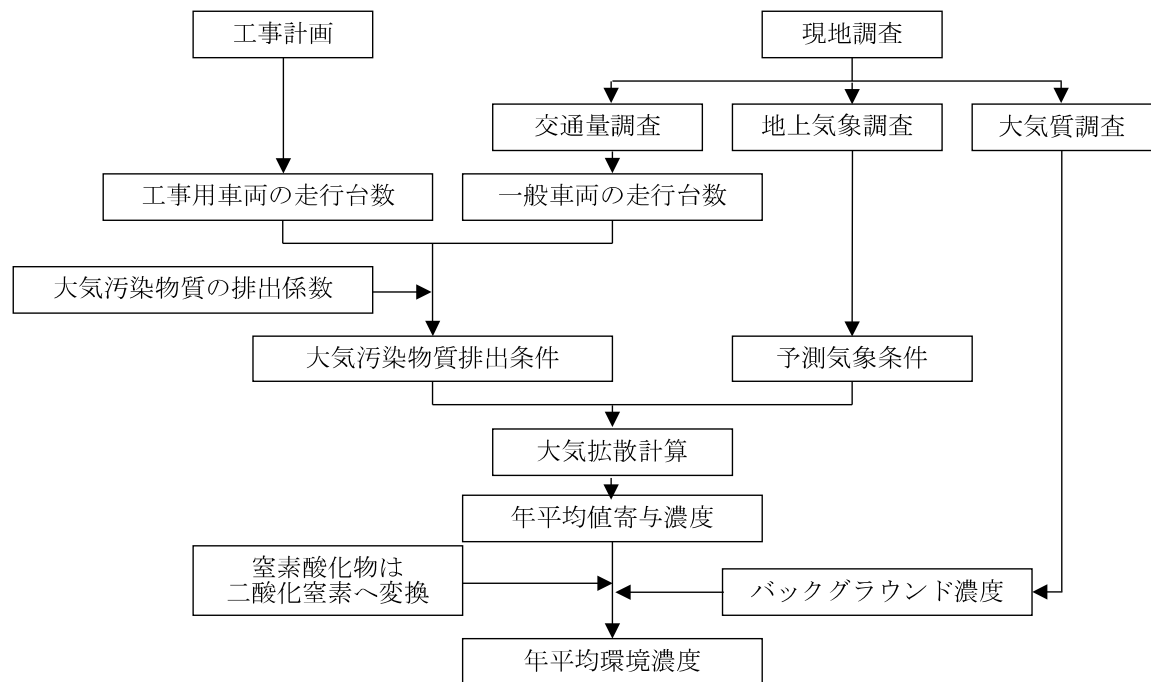 工事計画
現地調査
交通量調査
地上気象調査
大気質調査
工事用車両の走行台数
一般車両の走行台数
大気汚染物質の排出係数
大気汚染物質排出条件
予測気象条件
大気拡散計算
年平均値寄与濃度
窒素酸化物は
二酸化窒素へ変換
バックグラウンド濃度
年平均環境濃度